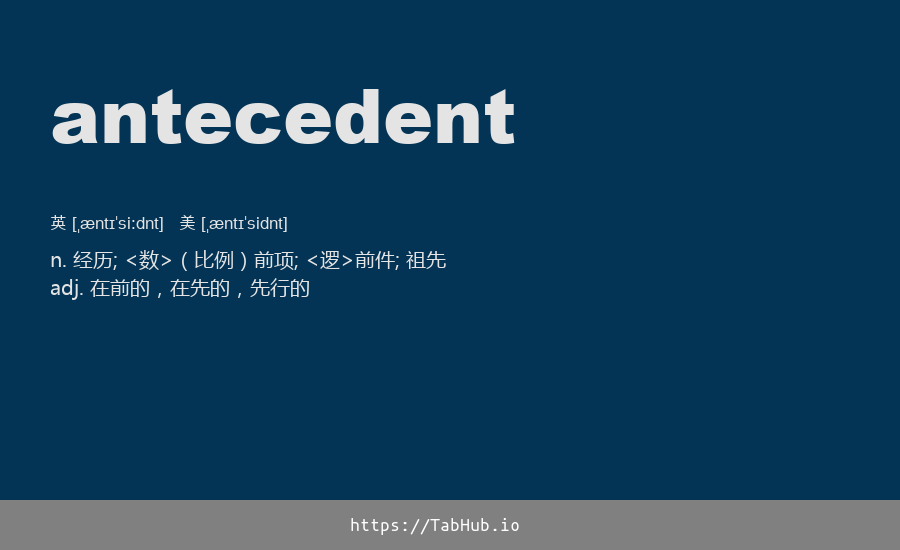 antecedent
英 [ˌæntɪˈsi:dnt] 美 [ˌæntɪˈsidnt]
n. 经历; <数>（比例）前项; <逻>前件; 祖先
adj. 在前的，在先的，先行的
https://TabHub.io